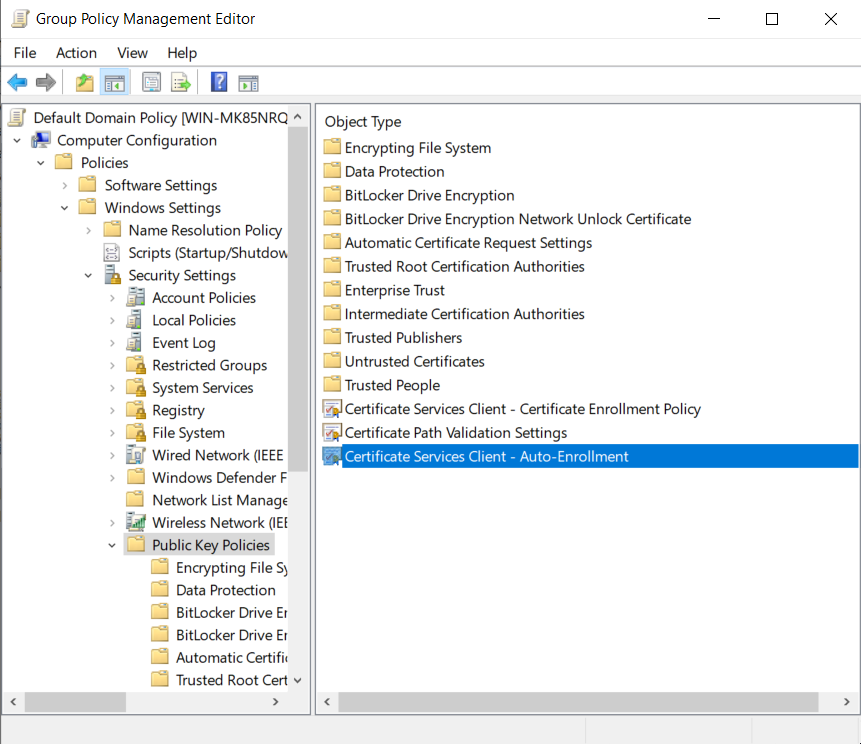 Group Policy Management Editor
File Action View Help
Default Domain Policy [WIN-MK85NRQ
Computer Configuration
Policies
Software Settings
Windows Settings
Name Resolution Policy
Scripts (Startup/Shutdow
Security Settings
Account Policies
Local Policies
Event Log
Restricted Groups
System Services
Registry
File System
Wired Network (IEEE
Windows Defender F
Network List Manage
Wireless Network (IEE
Public Key Policies
Encrypting File Sy
Data Protection
BitLocker Drive Er
BitLocker Drive Er
Automatic Certific
Trusted Root Cert
Object Type
Encrypting File System
Data Protection
BitLocker Drive Encryption
BitLocker Drive Encryption Network Unlock Certificate
Automatic Certificate Request Settings
Trusted Root Certification Authorities
Enterprise Trust
Intermediate Certification Authorities
Trusted Publishers
Untrusted Certificates
Trusted People
Certificate Services Client - Certificate Enrollment Policy
Certificate Path Validation Settings
Certificate Services Client - Auto-Enrollment